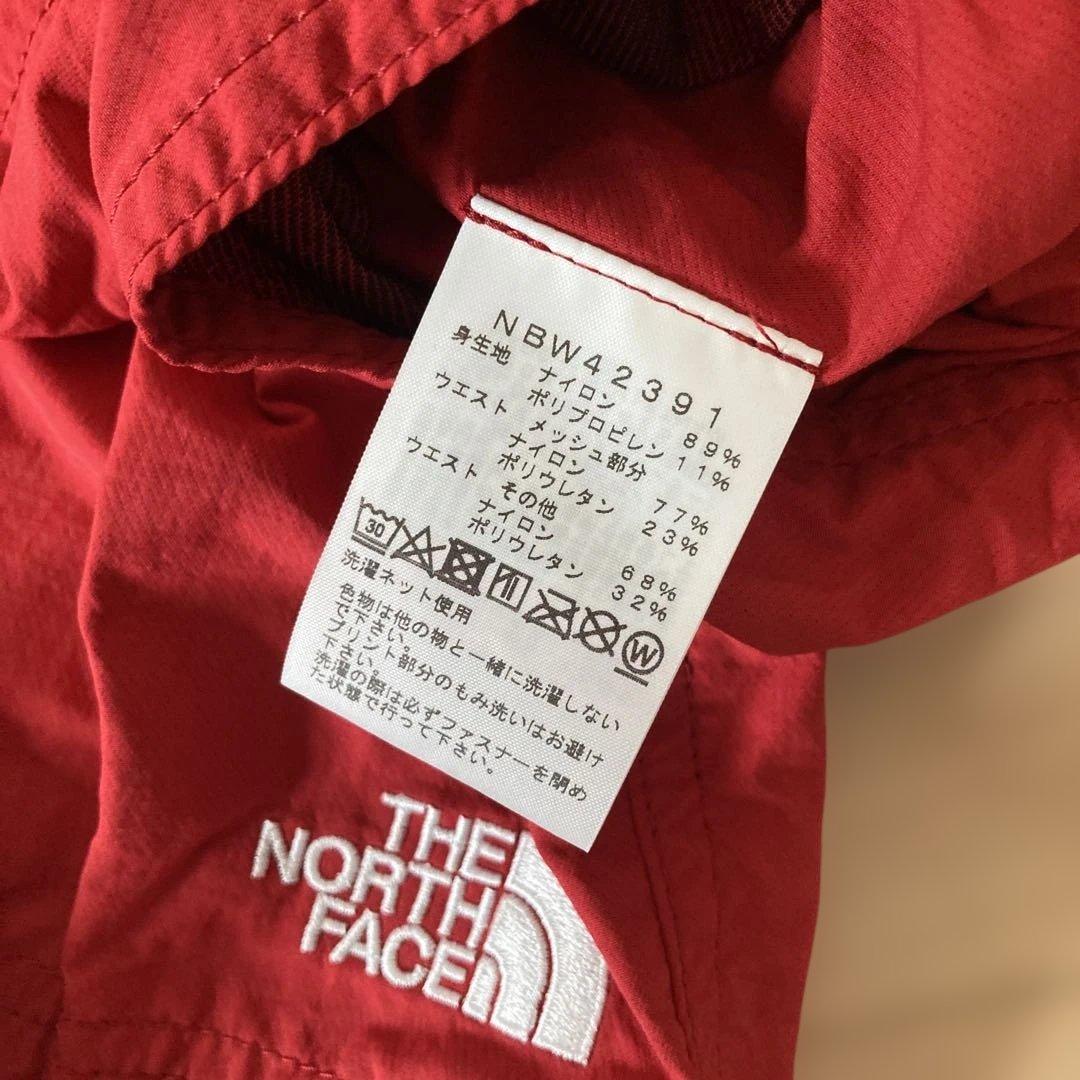 NBW42391
身生地 ナイロン 89%
ポリプロピレン 11%
ウエスト メッシュ部分
ナイロン 77%
ポリウレタン 23%
ウエスト その他
ナイロン 68%
ポリウレタン 32%
30
W
洗濯ネット使用
色物は他の物と一緒に洗濯しない
で下さい。
プリント部分のもみ洗いはお避け
下さい。
洗濯の際は必ずファスナーを閉め
た状態で行って下さい。
THE
NORTH
FACE